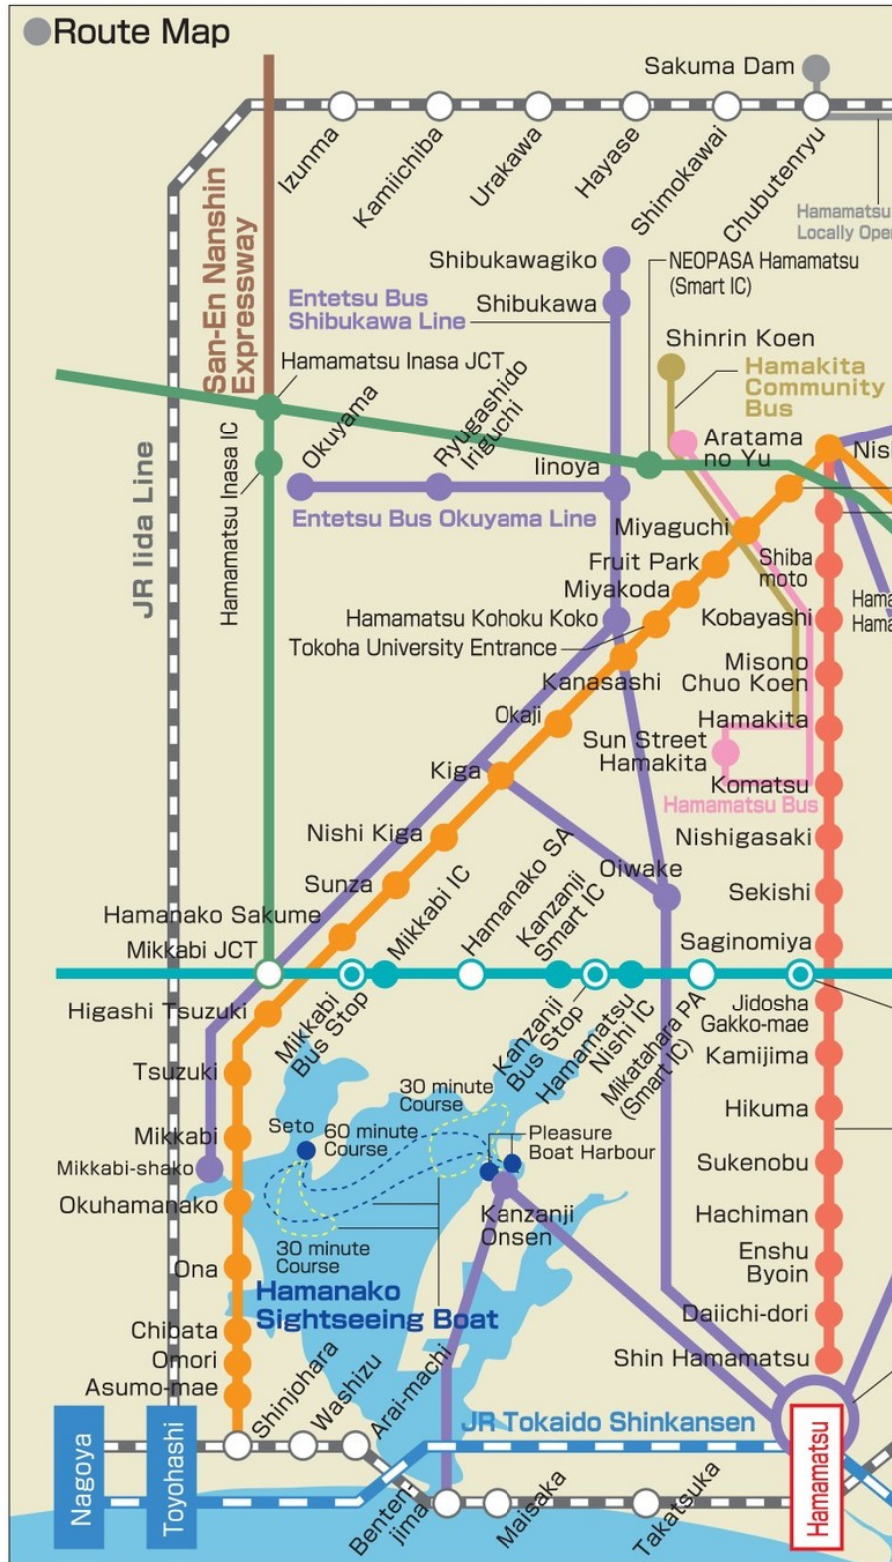 Route Map
Sakuma Dam
Izunma
Kamiichiba
Urakawa
Hayase
Shimokawai
Chubutenryu
Hamamatsu
Locally
San-En Nanshin
Expressway
Shibukawagiko
NEOPASA Hamamatsu
(Smart IC)
Entetsu Bus
Shibukawa Line
Shibukawa
Shinrin Koen
Hamakita
Community
Bus
Hamamatsu Inasa JCT
Okuyama
Ryugashido
Iriguchi
Aratama
no Yu
Iinoya
JR Iida Line
Hamamatsu Inasa IC
Entetsu Bus Okuyama Line
Miyaguchi
Fruit Park
Shiba
moto
Miyakoda
Hamamatsu Kohoku Koko
Kobayashi
Tokoha University Entrance
Misono
Chuo Koen
Kanasashi
Okaji
Hamakita
Sun Street
Hamakita
Kiga
Komatsu
Hamamatsu Bus
Nishi Kiga
Nishigasaki
Oiwake
Sunza
Sekishi
Mikkabi IC
Hamanako SA
Kanzanji
Smart IC
Hamanako Sakume
Mikkabi JCT
Saginomiya
Higashi Tsuzuki
Mikkabi
Bus Stop
Kanzanji
Bus Stop
Hamamatsu
Nishi IC
Mikatahara PA
(Smart IC)
Jidosha
Gakko-mae
Tsuzuki
Kamijima
30 minute
Course
Hikuma
Mikkabi
Seto
60 minute
Course
Pleasure
Boat Harbour
Mikkabi-shako
Sukenobu
Okuhamanako
Kanzanji
Onsen
Hachiman
30 minute
Course
Enshu
Byoin
Ona
Hamanako
Sightseeing Boat
Daiichi-dori
Chibata
Omori
Asumo-mae
Shin Hamamatsu
Shinjohara
Washizu
Arai-machi
JR Tokaido Shinkansen
Nagoya
Toyohashi
Benten-
jima
Maisaka
Takatsuka
Hamamatsu